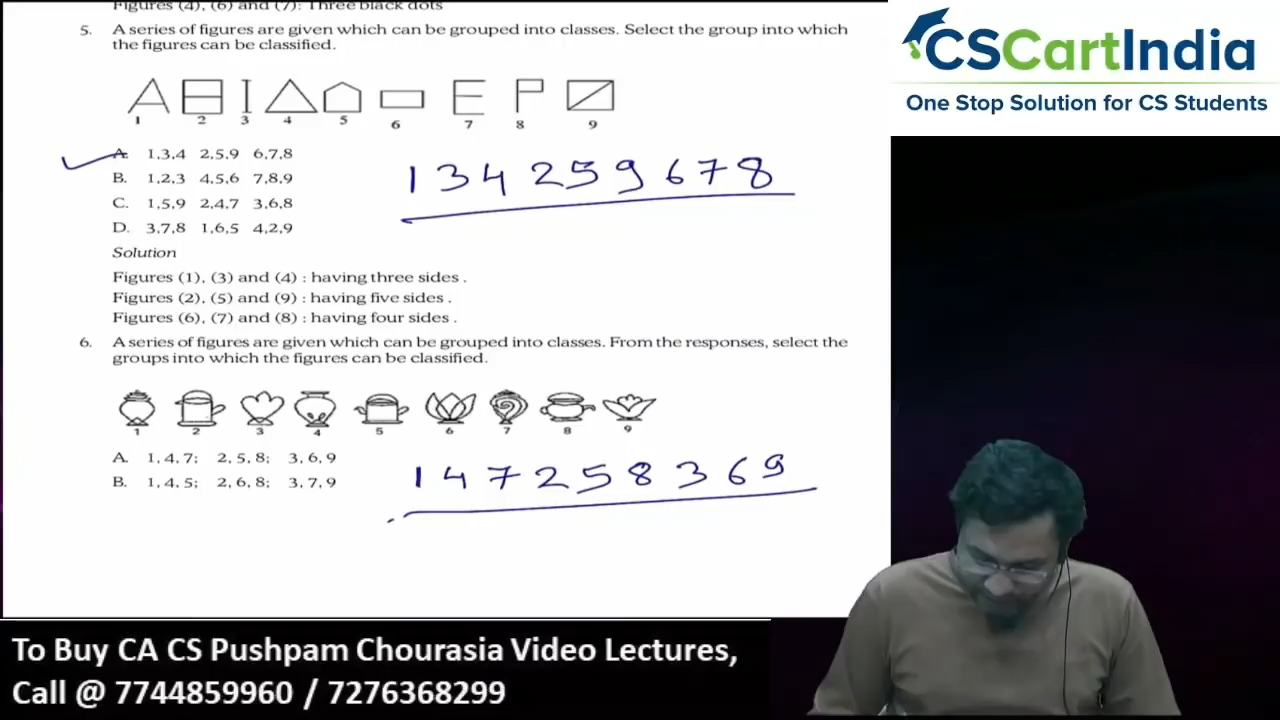 Figures (4), (6) and (7): Three black dots
5. A series of figures are given which can be grouped into classes. Select the group into which
the figures can be classified.
1 2 3 4 5 6 7 8 9
A. 1,3,4 2,5,9 6,7,8
B. 1,2,3 4,5,6 7,8,9
C. 1,5,9 2,4,7 3,6,8
D. 3,7,8 1,6,5 4,2,9
1 3 4 2 5 9 6 7 8
Solution
Figures (1), (3) and (4) : having three sides .
Figures (2), (5) and (9) : having five sides .
Figures (6), (7) and (8) : having four sides .
6. A series of figures are given which can be grouped into classes. From the responses, select the
groups into which the figures can be classified.
1 2 3 4 5 6 7 8 9
A. 1, 4, 7; 2, 5, 8; 3, 6, 9
B. 1, 4, 5; 2, 6, 8; 3, 7, 9
1 4 7 2 5 8 3 6 9
CSCartIndia
One Stop Solution for CS Students
To Buy CA CS Pushpam Chourasia Video Lectures,
Call @ 7744859960 / 7276368299